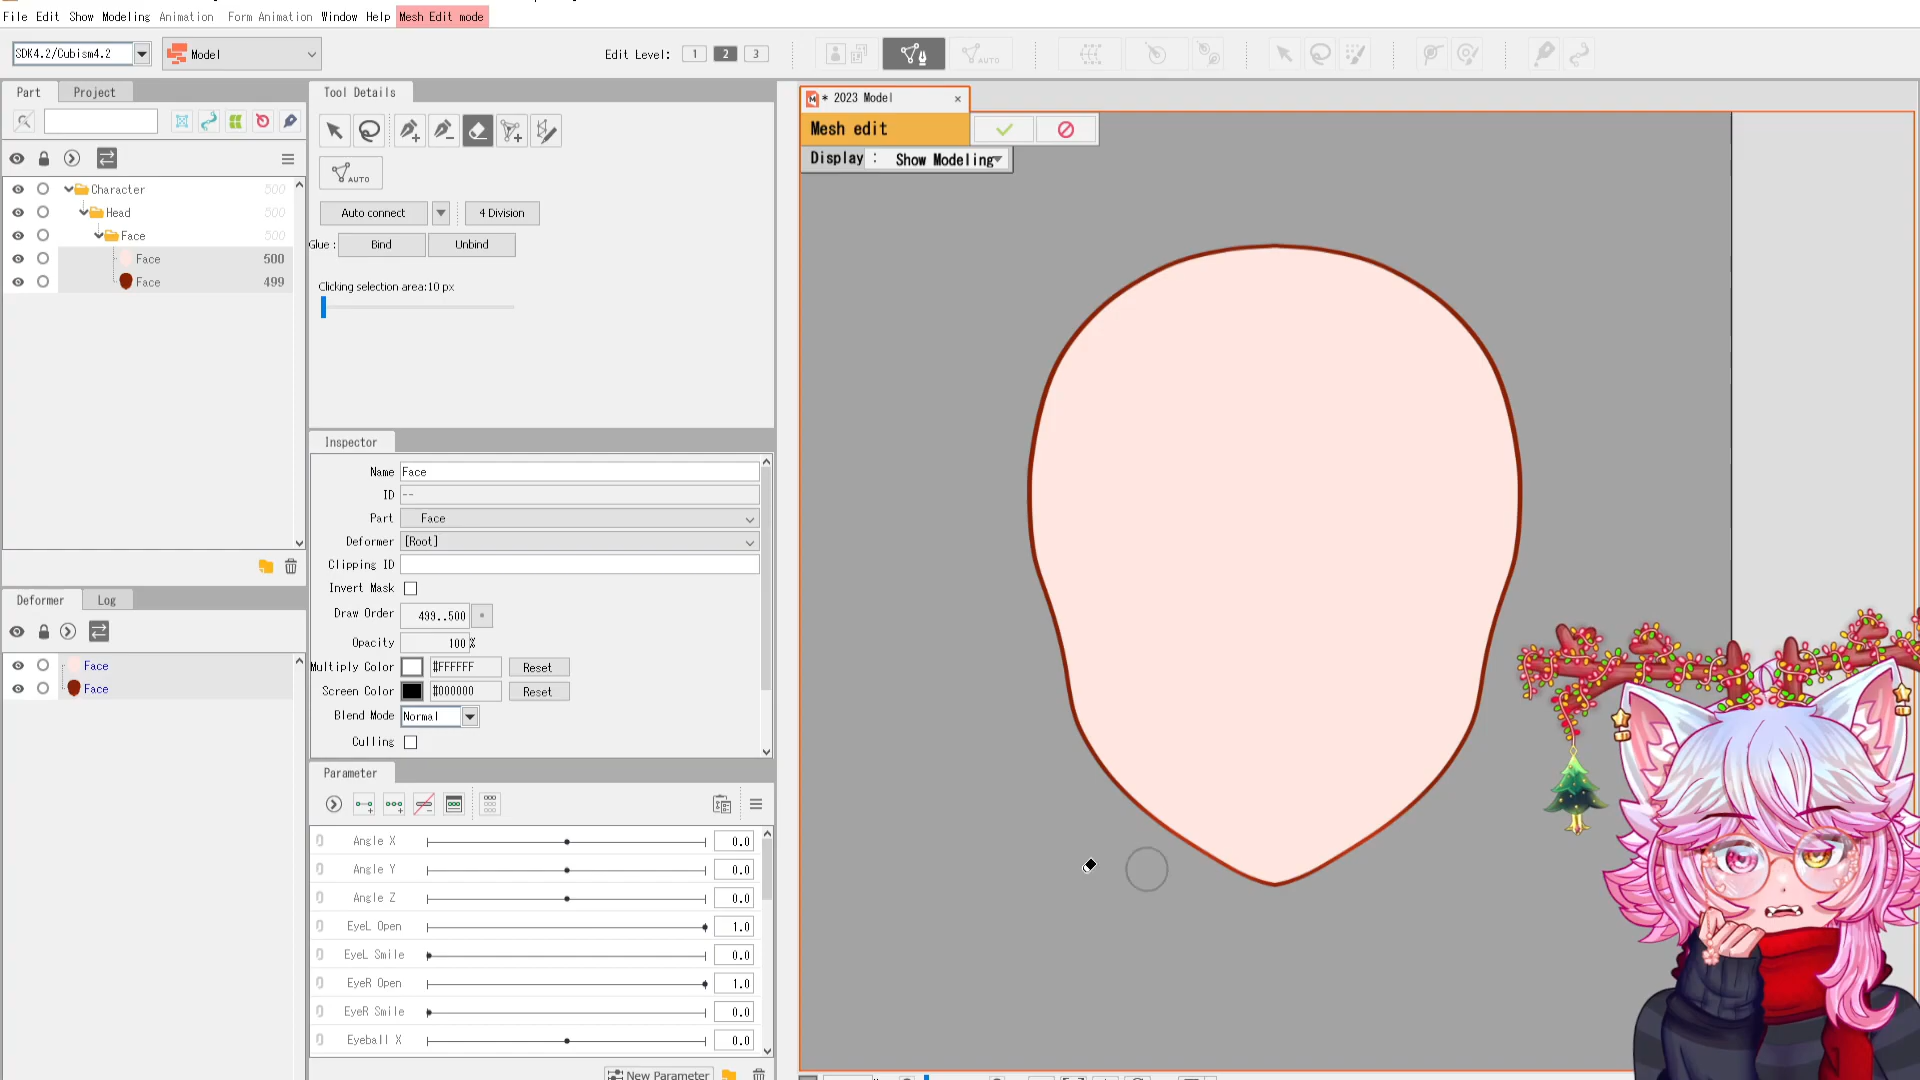 File Edit Show Modeling Animation Form Animation Window Help Mesh Edit mode
SDK4.2/Cubism4.2 Model Edit Level: 1 2 3 AUTO
Part Project
Character 500
Head 500
Face 500
Face 500
Face 499
Deformer Log
Face
Face
Tool Details
AUTO
Auto connect 4 Division
Glue : Bind Unbind
Clicking selection area:10 px
Inspector
Name Face
ID --
Part Face
Deformer [Root]
Clipping ID
Invert Mask
Draw Order 499..500
Opacity 100 %
Multiply Color #FFFFFF Reset
Screen Color #000000 Reset
Blend Mode Normal
Culling
Parameter
Angle X 0.0
Angle Y 0.0
Angle Z 0.0
EyeL Open 1.0
EyeL Smile 0.0
EyeR Open 1.0
EyeR Smile 0.0
Eyeball X 0.0
New Parameter
* 2023 Model
Mesh edit
Display : Show Modeling